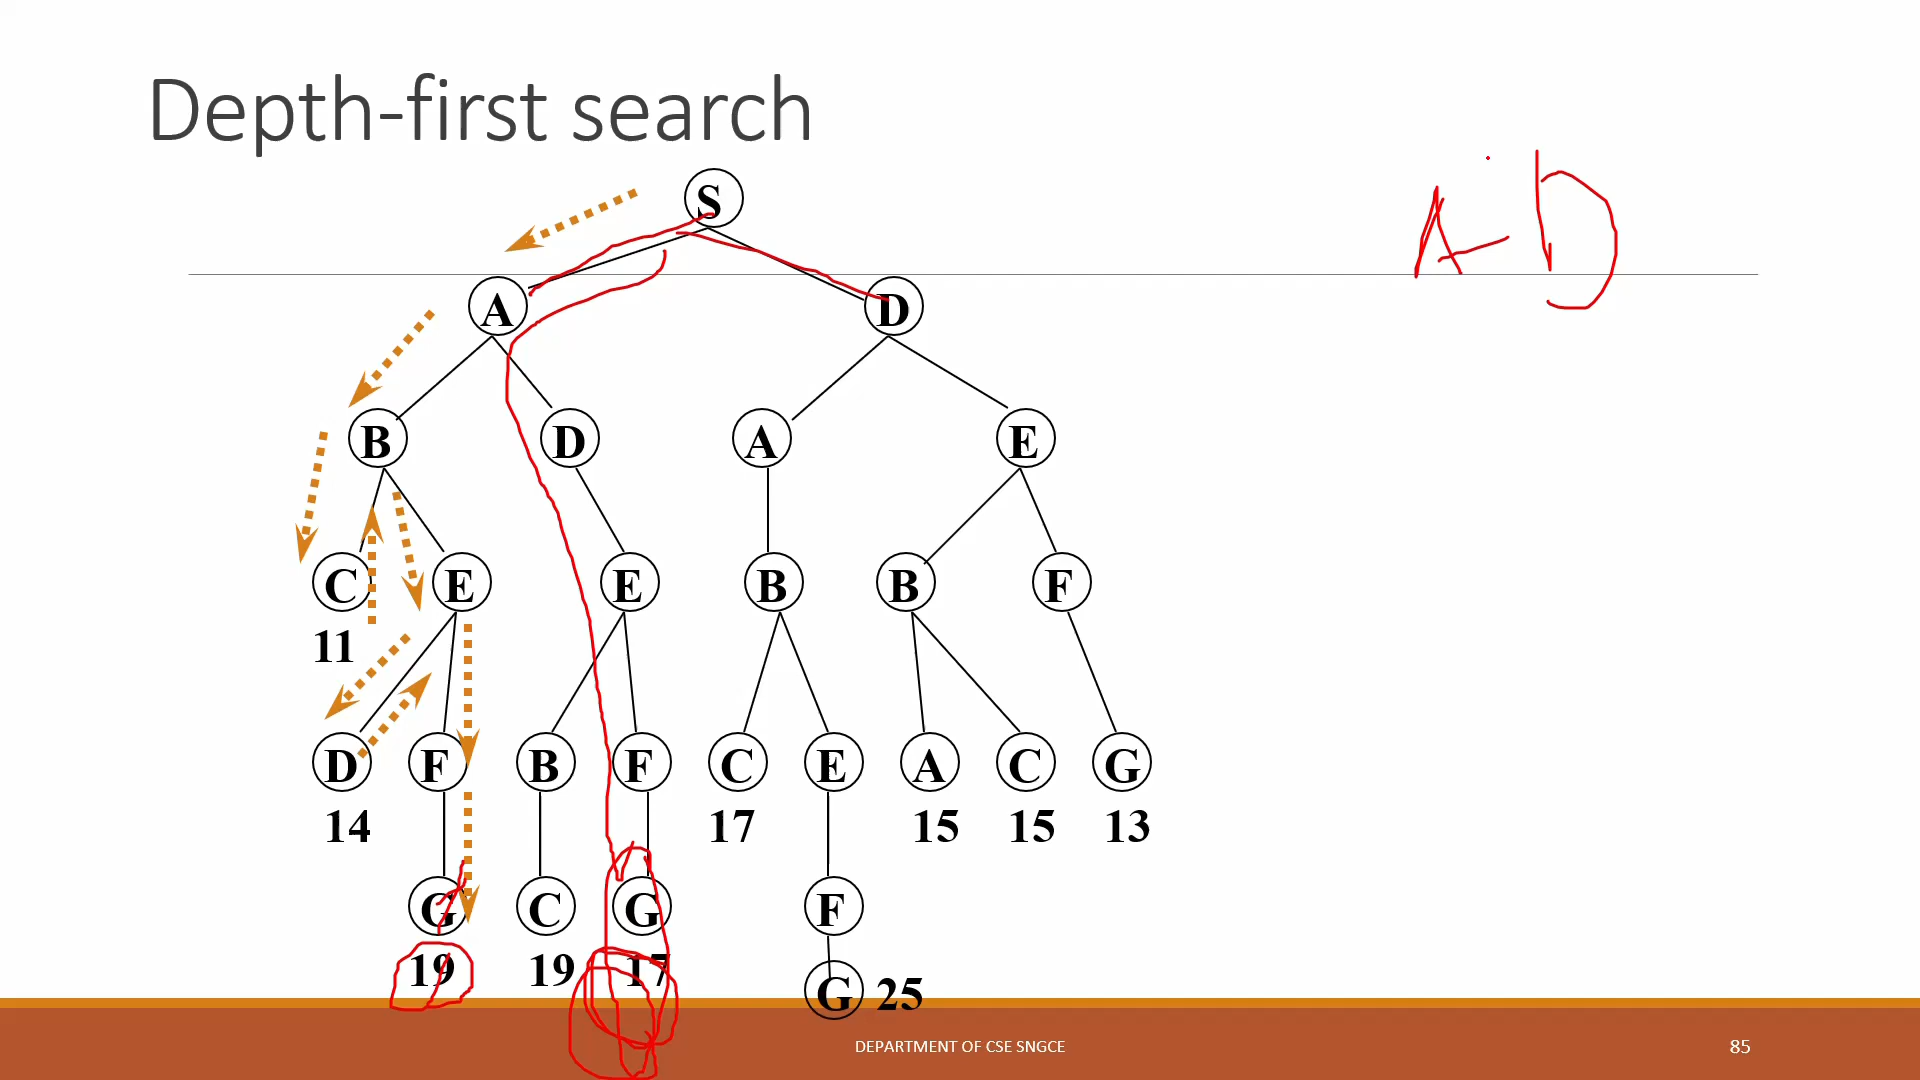 Depth-first search
A-D
S
A D
B D A E
C E E B B F
11
D F B F C E A C G
14 17 15 15 13
G C G F
19 19 17
G 25
DEPARTMENT OF CSE SNGCE 85